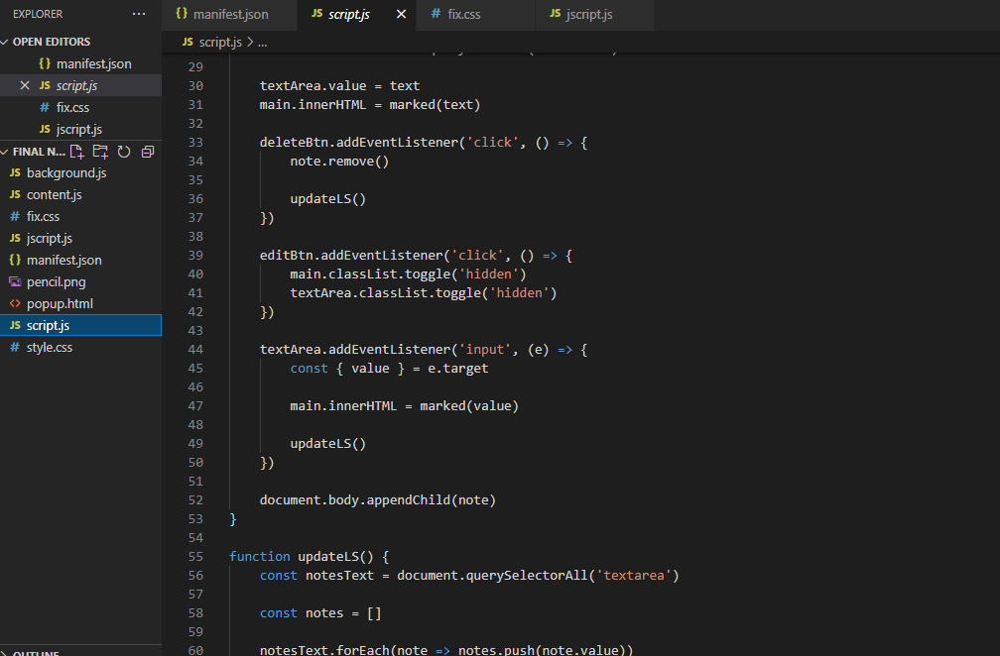 EXPLORER
manifest.json
script.js
fix.css
jscript.js
JS script.js > ...
OPEN EDITORS
{} manifest.json
JS script.js
# fix.css
JS jscript.js
FINAL N...
JS background.js
JS content.js
# fix.css
JS jscript.js
{} manifest.json
pencil.png
<> popup.html
JS script.js
# style.css
OUTLINE
29
30 textArea.value = text
31 main.innerHTML = marked(text)
32
33 deleteBtn.addEventListener('click', () => {
34 note.remove()
35
36 updateLS()
37 })
38
39 editBtn.addEventListener('click', () => {
40 main.classList.toggle('hidden')
41 textArea.classList.toggle('hidden')
42 })
43
44 textArea.addEventListener('input', (e) => {
45 const { value } = e.target
46
47 main.innerHTML = marked(value)
48
49 updateLS()
50 })
51
52 document.body.appendChild(note)
53 }
54
55 function updateLS() {
56 const notesText = document.querySelectorAll('textarea')
57
58 const notes = []
59
60 notesText.forEach(note => notes.push(note.value))